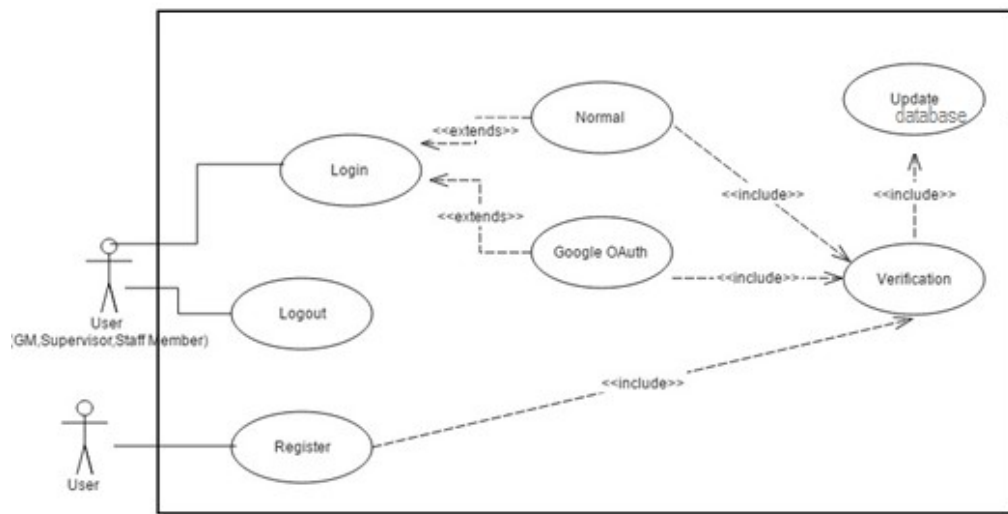 Normal
Update
database
<<extends>>
Login
<<include>>
<<include>>
<<extends>>
Google OAuth
<<include>>
Verification
Logout
User
(GM,Supervisor,Staff Member)
<<include>>
Register
User